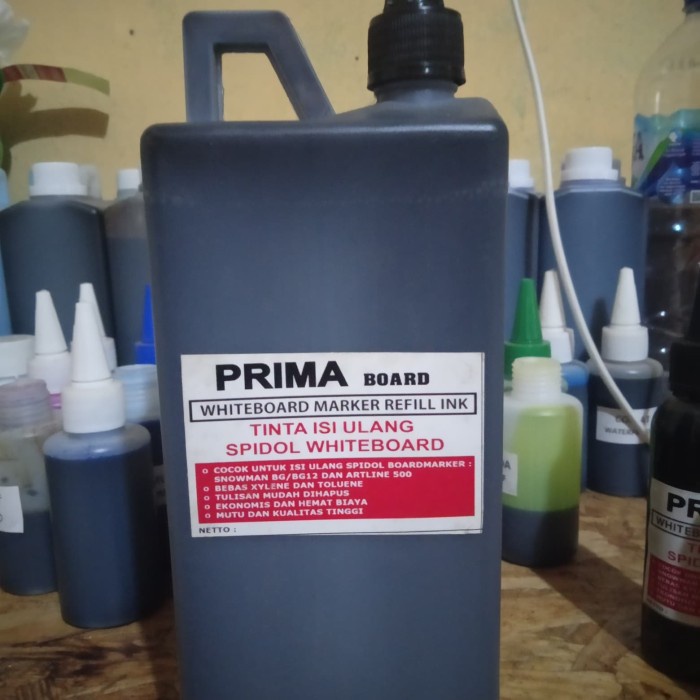 PRIMA BOARD
WHITEBOARD MARKER REFILL INK
TINTA ISI ULANG
SPIDOL WHITEBOARD
o COCOK UNTUK ISI ULANG SPIDOL BOARDMARKER :
SNOWMAN BG/BG12 DAN ARTLINE 500
o BEBAS XYLENE DAN TOLUENE
o TULISAN MUDAH DIHAPUS
o EKONOMIS DAN HEMAT BIAYA
o MUTU DAN KUALITAS TINGGI
NETTO :
PR
WHITEB
SPID